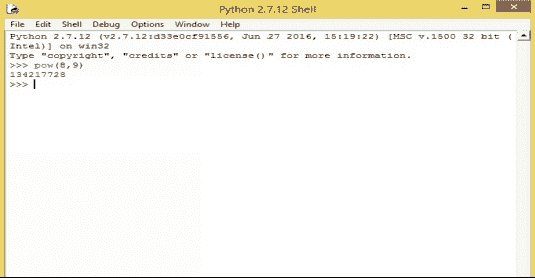 Python 2.7.12 Shell
File Edit Shell Debug Options Window Help
Python 2.7.12 (v2.7.12:d33e0cf91556, Jun 27 2016, 15:19:22) [MSC v.1500 32 bit (
Intel)] on win32
Type "copyright", "credits" or "license()" for more information.
>>> pow(8,9)
134217728
>>>